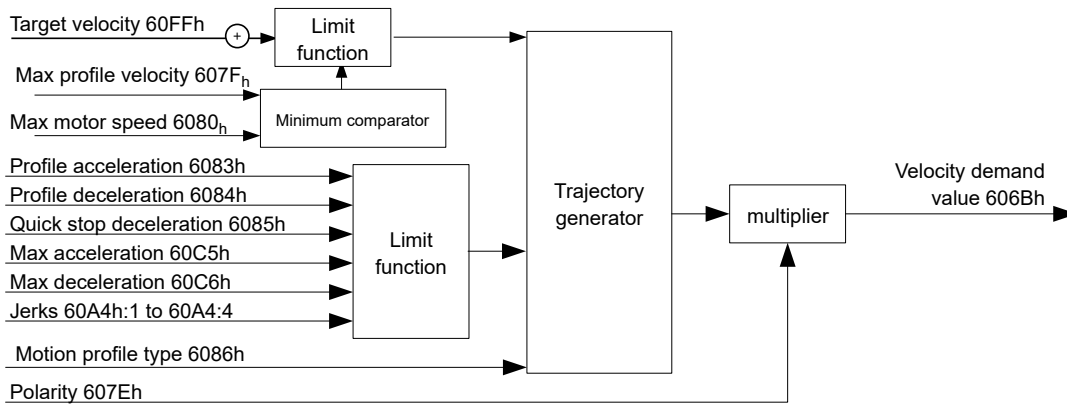 Target velocity 60FFh
+
Limit
function
Max profile velocity 607Fh
Max motor speed 6080h
Minimum comparator
Profile acceleration 6083h
Profile deceleration 6084h
Quick stop deceleration 6085h
Max acceleration 60C5h
Max deceleration 60C6h
Jerks 60A4h:1 to 60A4:4
Limit
function
Motion profile type 6086h
Polarity 607Eh
Trajectory
generator
multiplier
Velocity demand
value 606Bh